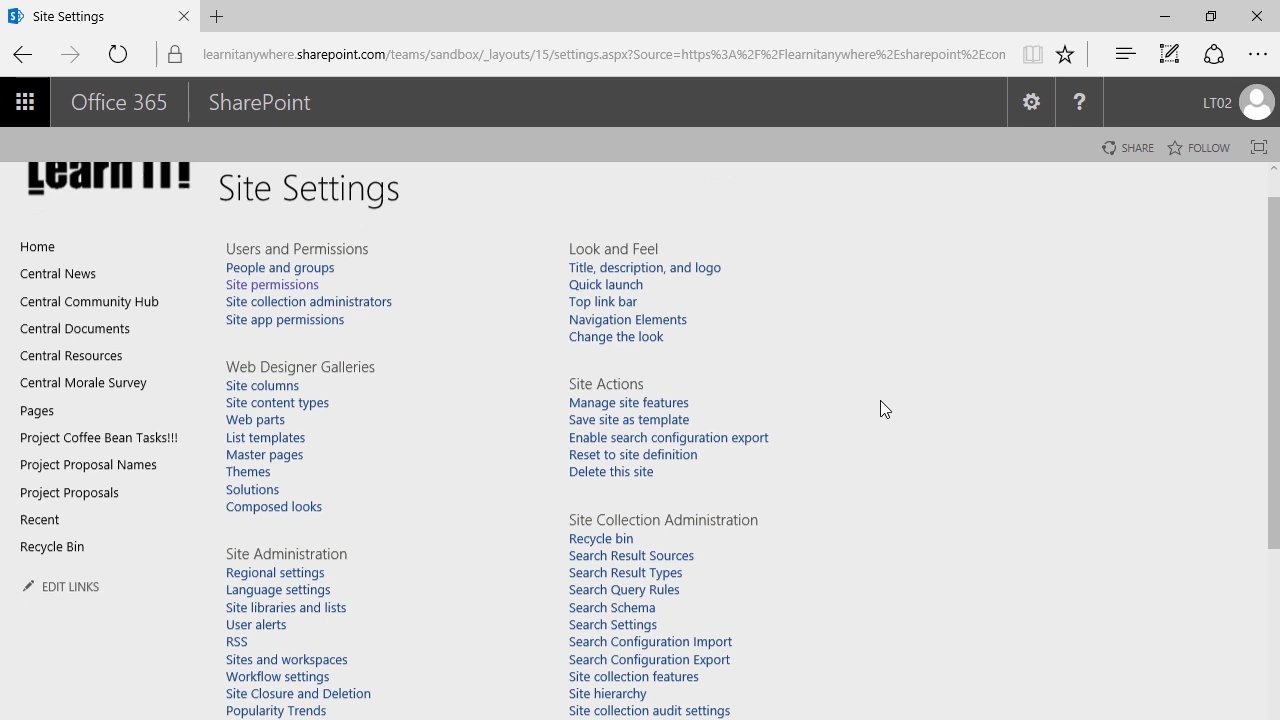 Site Settings
learnitanywhere.sharepoint.com/teams/sandbox/_layouts/15/settings.aspx?Source=https%3A%2F%2Flearnitanywhere%2Esharepoint%2Ecom
Office 365
SharePoint
?
LT02
SHARE
FOLLOW
Learn iT!
Site Settings
Home
Central News
Central Community Hub
Central Documents
Central Resources
Central Morale Survey
Pages
Project Coffee Bean Tasks!!!
Project Proposal Names
Project Proposals
Recent
Recycle Bin
EDIT LINKS
Users and Permissions
People and groups
Site permissions
Site collection administrators
Site app permissions
Web Designer Galleries
Site columns
Site content types
Web parts
List templates
Master pages
Themes
Solutions
Composed looks
Site Administration
Regional settings
Language settings
Site libraries and lists
User alerts
RSS
Sites and workspaces
Workflow settings
Site Closure and Deletion
Popularity Trends
Look and Feel
Title, description, and logo
Quick launch
Top link bar
Navigation Elements
Change the look
Site Actions
Manage site features
Save site as template
Enable search configuration export
Reset to site definition
Delete this site
Site Collection Administration
Recycle bin
Search Result Sources
Search Result Types
Search Query Rules
Search Schema
Search Settings
Search Configuration Import
Search Configuration Export
Site collection features
Site hierarchy
Site collection audit settings